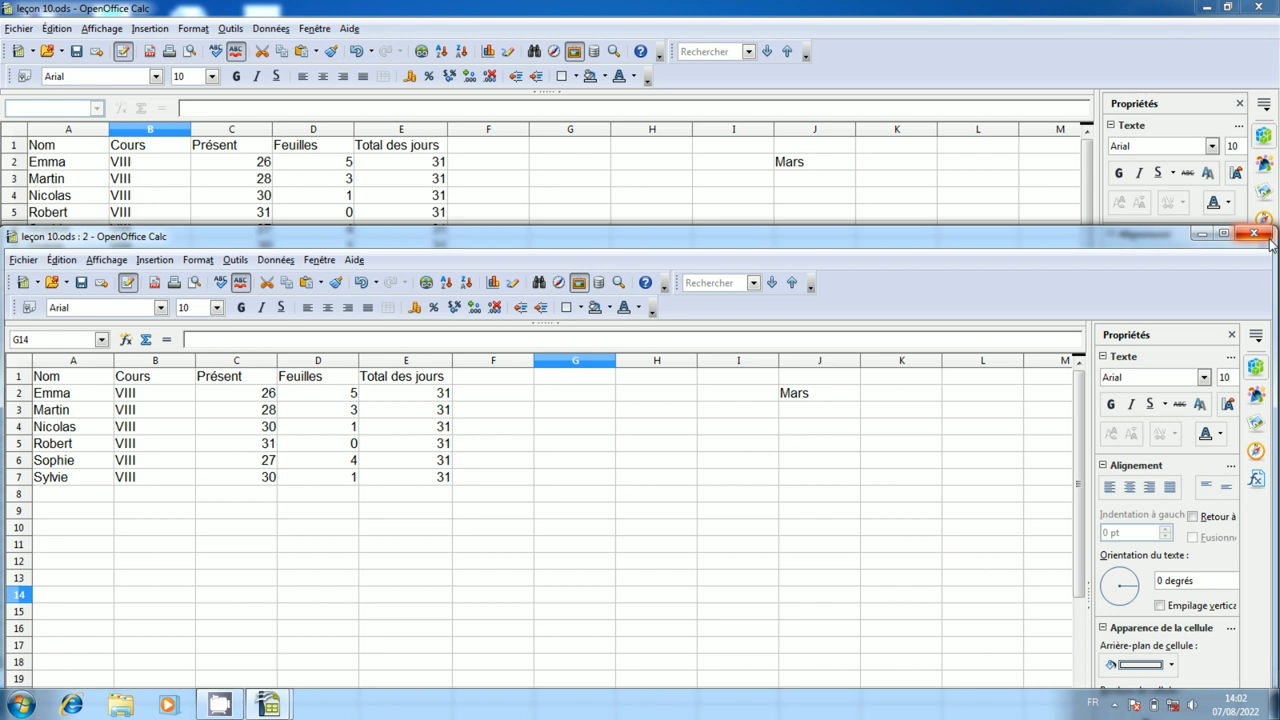 leçon 10.ods - OpenOffice Calc
Fichier Édition Affichage Insertion Format Outils Données Fenêtre Aide
Rechercher
Arial 10
Propriétés
Texte
Arial 10
A B C D E F G H I J K L M
1 Nom Cours Présent Feuilles Total des jours
2 Emma VIII 26 5 31 Mars
3 Martin VIII 28 3 31
4 Nicolas VIII 30 1 31
5 Robert VIII 31 0 31
leçon 10.ods : 2 - OpenOffice Calc
Fichier Édition Affichage Insertion Format Outils Données Fenêtre Aide
Rechercher
Arial 10
G14
Propriétés
Texte
Arial 10
A B C D E F G H I J K L M
1 Nom Cours Présent Feuilles Total des jours
2 Emma VIII 26 5 31 Mars
3 Martin VIII 28 3 31
4 Nicolas VIII 30 1 31
5 Robert VIII 31 0 31
6 Sophie VIII 27 4 31
7 Sylvie VIII 30 1 31
8
9
10
11
12
13
14
15
16
17
18
19
Alignement
Indentation à gauch Retour à
0 pt Fusionn
Orientation du texte :
0 degrés
Empilage vertica
Apparence de la cellule
Arrière-plan de cellule :
FR 14:02
07/08/2022